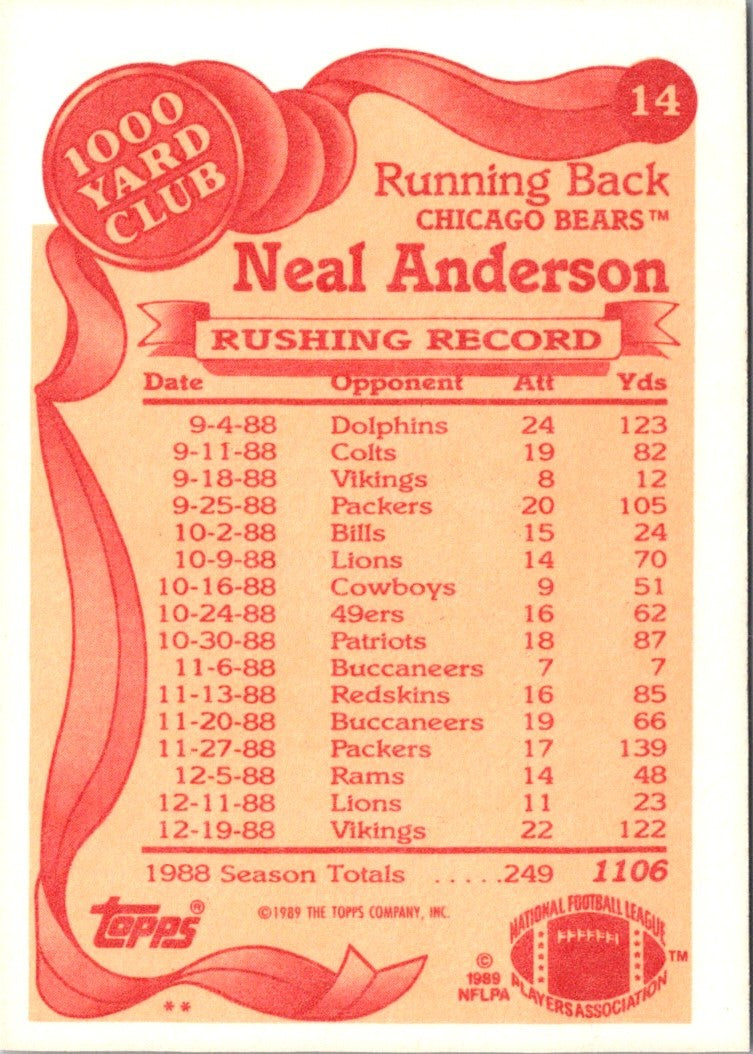 1000
YARD
CLUB
14
Running Back
CHICAGO BEARS™
Neal Anderson
RUSHING RECORD
Date Opponent Att Yds
9-4-88 Dolphins 24 123
9-11-88 Colts 19 82
9-18-88 Vikings 8 12
9-25-88 Packers 20 105
10-2-88 Bills 15 24
10-9-88 Lions 14 70
10-16-88 Cowboys 9 51
10-24-88 49ers 16 62
10-30-88 Patriots 18 87
11-6-88 Buccaneers 7 7
11-13-88 Redskins 16 85
11-20-88 Buccaneers 19 66
11-27-88 Packers 17 139
12-5-88 Rams 14 48
12-11-88 Lions 11 23
12-19-88 Vikings 22 122
1988 Season Totals .....249 1106
topps®
©1989 THE TOPPS COMPANY, INC.
**
©
1989
NFLPA
NATIONAL FOOTBALL LEAGUE
PLAYERS ASSOCIATION
™